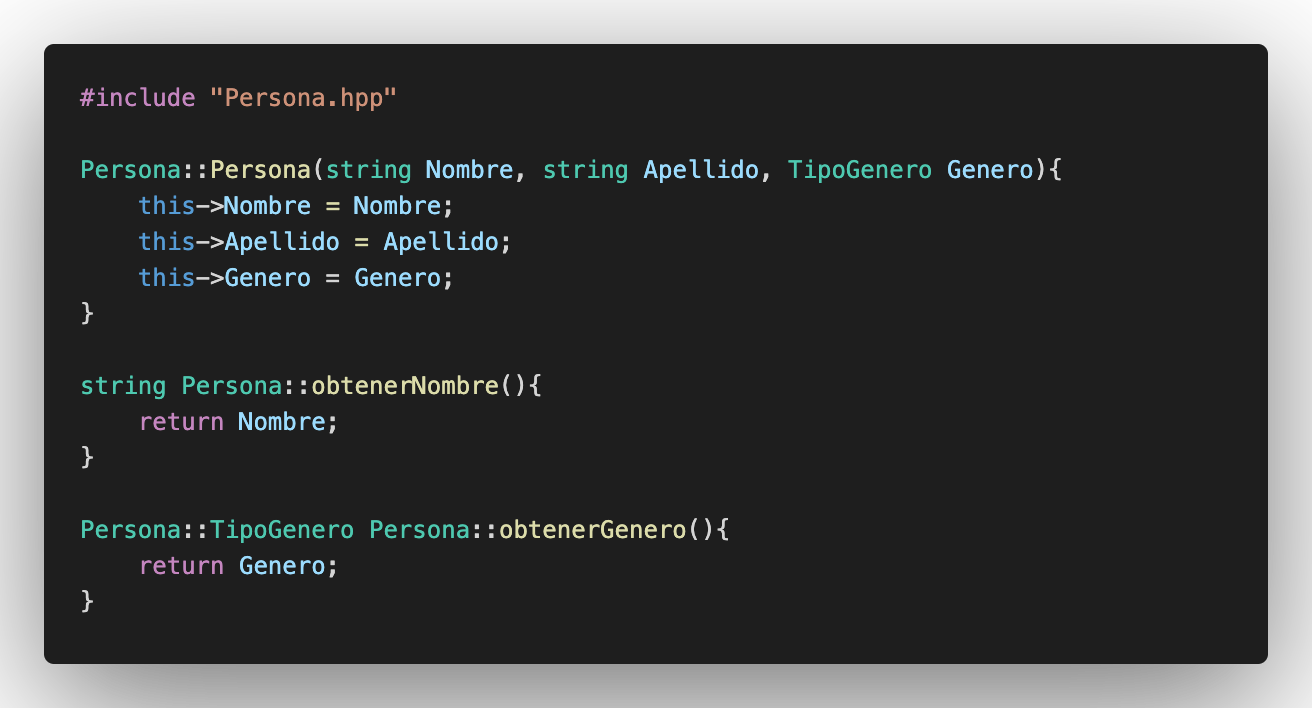 #include "Persona.hpp"
Persona::Persona(string Nombre, string Apellido, TipoGenero Genero){
    this->Nombre = Nombre;
    this->Apellido = Apellido;
    this->Genero = Genero;
}
string Persona::obtenerNombre(){
    return Nombre;
}
Persona::TipoGenero Persona::obtenerGenero(){
    return Genero;
}